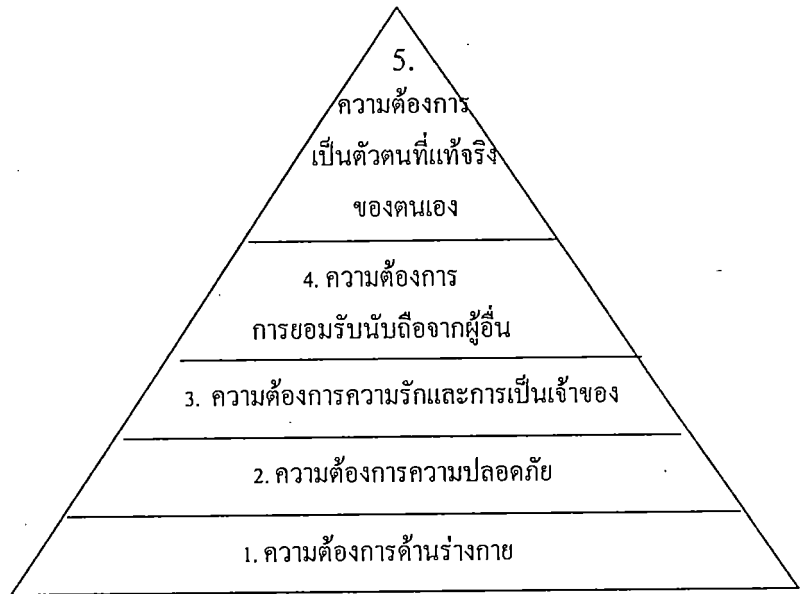 5.
ความต้องการ
เป็นตัวตนที่แท้จริง
ของตนเอง
4. ความต้องการ
การยอมรับนับถือจากผู้อื่น
3. ความต้องการความรักและการเป็นเจ้าของ
2. ความต้องการความปลอดภัย
1. ความต้องการด้านร่างกาย